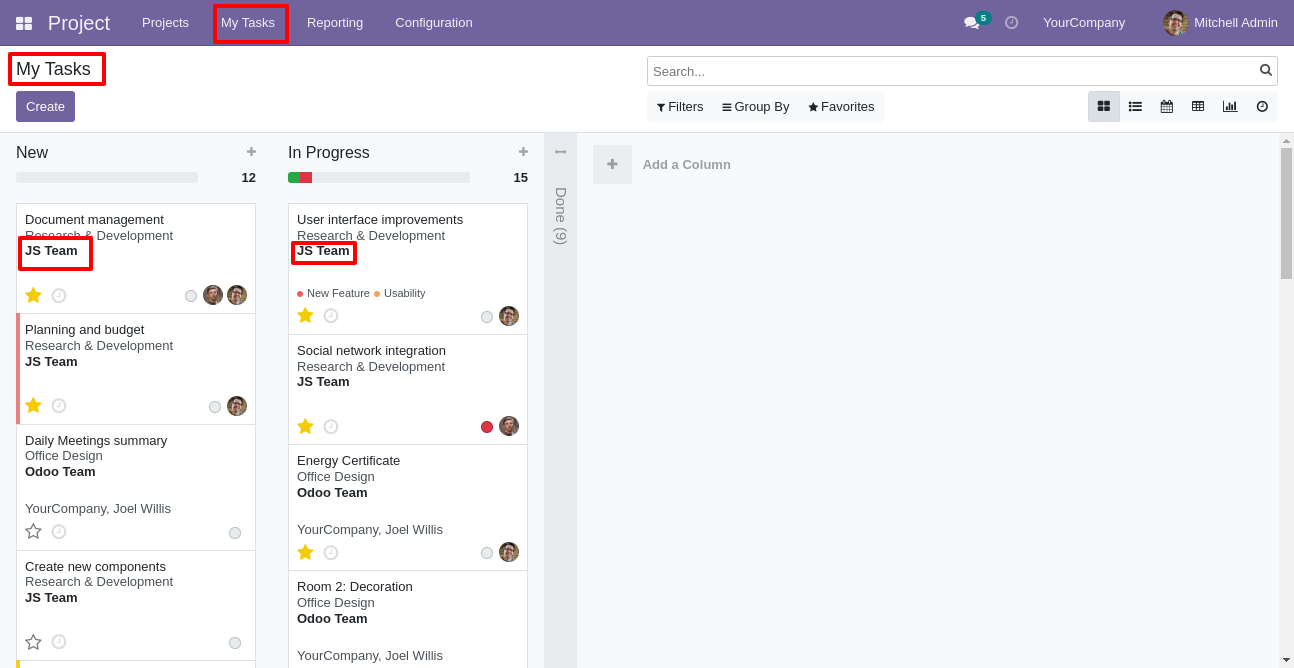 Project Projects My Tasks Reporting Configuration 5 YourCompany Mitchell Admin
My Tasks
Search...
Create
Filters Group By Favorites
New
12
Document management
Research & Development
JS Team
Planning and budget
Research & Development
JS Team
Daily Meetings summary
Office Design
Odoo Team
YourCompany, Joel Willis
Create new components
Research & Development
JS Team
In Progress
15
User interface improvements
Research & Development
JS Team
New Feature Usability
Social network integration
Research & Development
JS Team
Energy Certificate
Office Design
Odoo Team
YourCompany, Joel Willis
Room 2: Decoration
Office Design
Odoo Team
YourCompany, Joel Willis
Done (9)
Add a Column